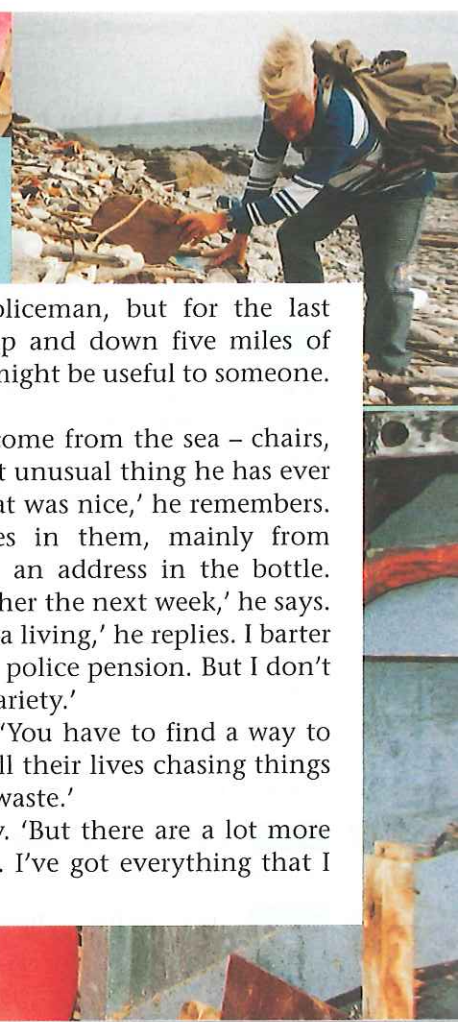 oliceman, but for the last
p and down five miles of
might be useful to someone.
come from the sea – chairs,
t unusual thing he has ever
at was nice,' he remembers.
es in them, mainly from
an address in the bottle.
her the next week,' he says.
a living,' he replies. I barter
police pension. But I don't
ariety.'
'You have to find a way to
ll their lives chasing things
waste.'
y. 'But there are a lot more
. I've got everything that I